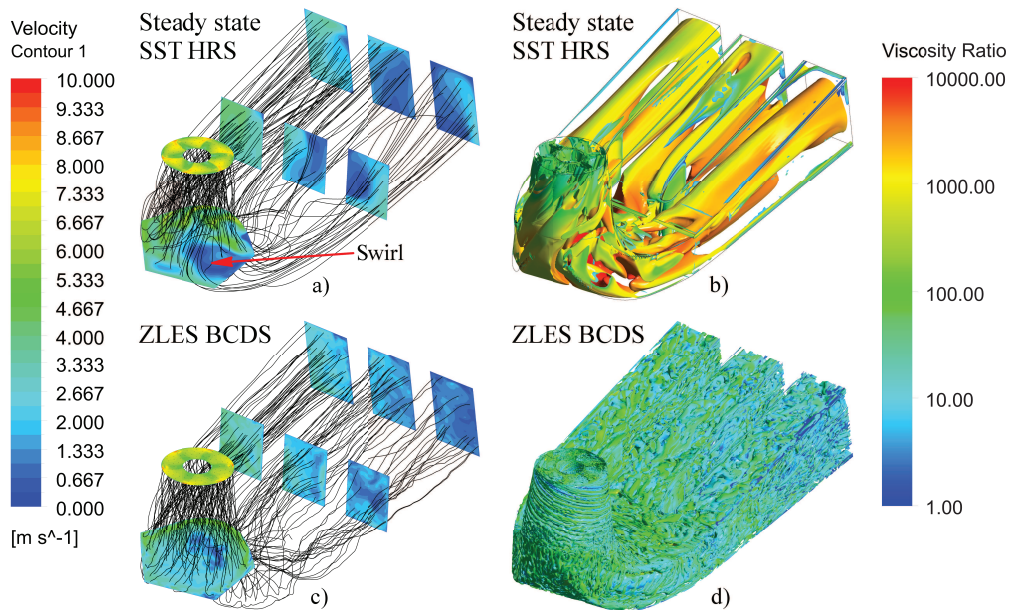 Velocity
Contour 1
10.000
9.333
8.667
8.000
7.333
6.667
6.000
5.333
4.667
4.000
3.333
2.667
2.000
1.333
0.667
0.000
[m s^-1]
Steady state
SST HRS
Swirl
a)
Steady state
SST HRS
b)
Viscosity Ratio
10000.00
1000.00
100.00
10.00
1.00
ZLES BCDS
c)
ZLES BCDS
d)